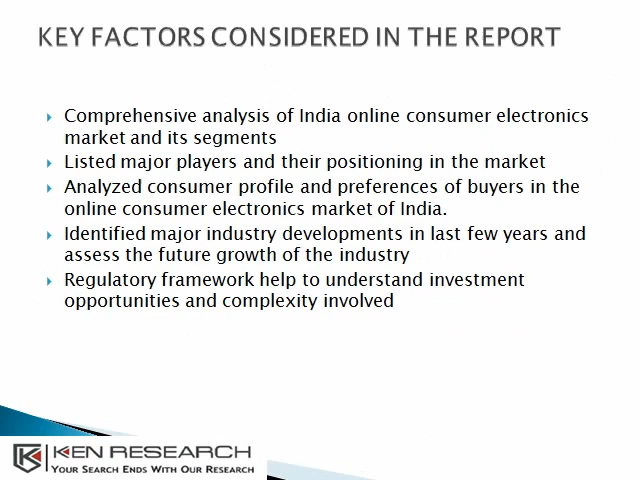 KEY FACTORS CONSIDERED IN THE REPORT
Comprehensive analysis of India online consumer electronics
market and its segments
Listed major players and their positioning in the market
Analyzed consumer profile and preferences of buyers in the
online consumer electronics market of India.
Identified major industry developments in last few years and
assess the future growth of the industry
Regulatory framework help to understand investment
opportunities and complexity involved
KEN RESEARCH
YOUR SEARCH ENDS WITH OUR RESEARCH